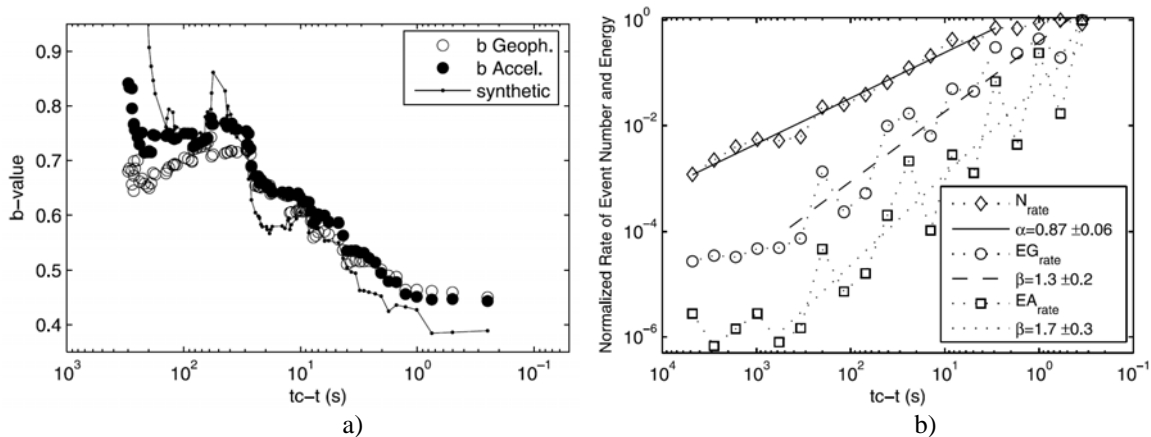 0.9
0.8
0.7
0.6
0.5
0.4
b-value
b Geoph.
b Accel.
synthetic
10^3
10^2
10^1
10^0
tc-t (s)
a)
Normalized Rate of Event Number and Energy
10^0
10^-2
10^-4
10^-6
N_rate
α=0.87 ±0.06
EG_rate
β=1.3 ±0.2
EA_rate
β=1.7 ±0.3
10^4
10^3
10^2
10^1
10^0
10^-1
tc-t (s)
b)